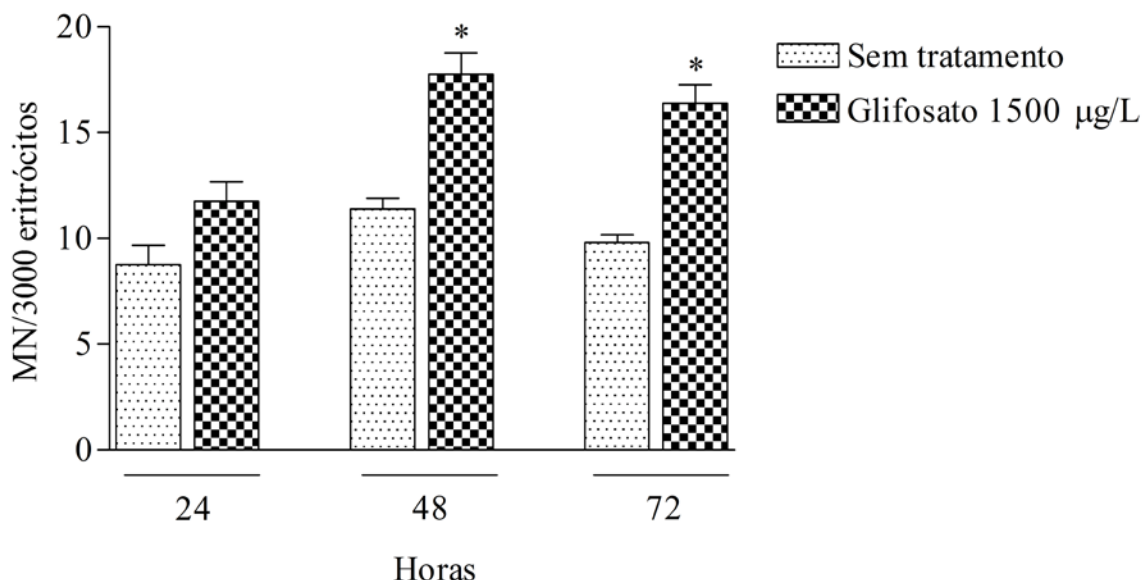 20
15
10
5
0
MN/3000 eritrócitos
*
*
Sem tratamento
Glifosato 1500 μg/L
24
48
72
Horas